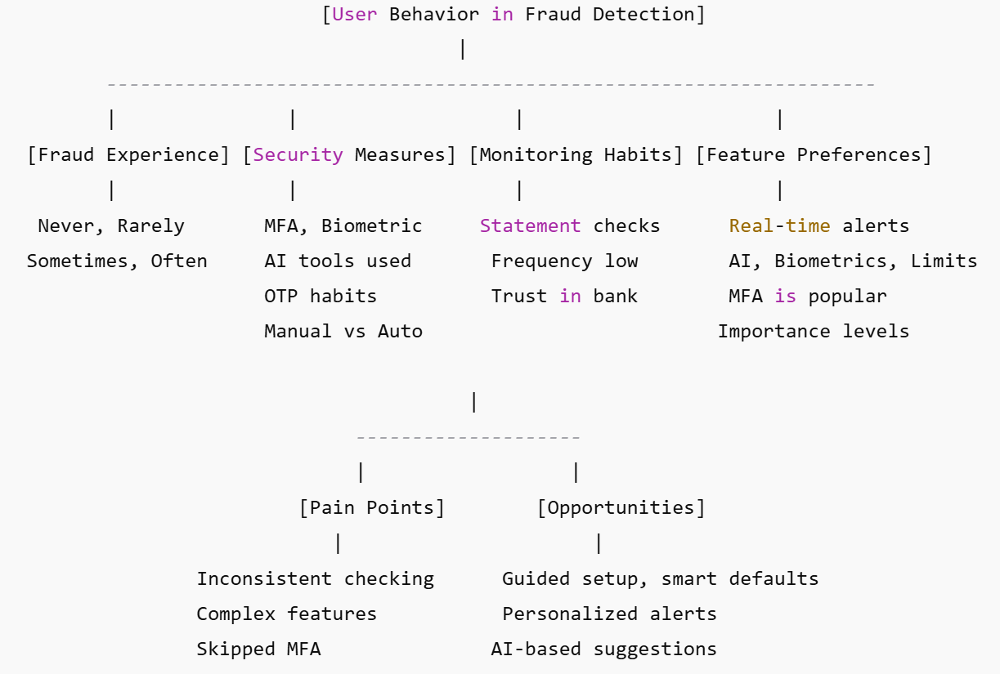 [User Behavior in Fraud Detection]
|
--------------------------------------------------------------------
| | | |
[Fraud Experience] [Security Measures] [Monitoring Habits] [Feature Preferences]
| | | |
Never, Rarely MFA, Biometric Statement checks Real-time alerts
Sometimes, Often AI tools used Frequency low AI, Biometrics, Limits
OTP habits Trust in bank MFA is popular
Manual vs Auto Importance levels
|
--------------------
| |
[Pain Points] [Opportunities]
| |
Inconsistent checking Guided setup, smart defaults
Complex features Personalized alerts
Skipped MFA AI-based suggestions